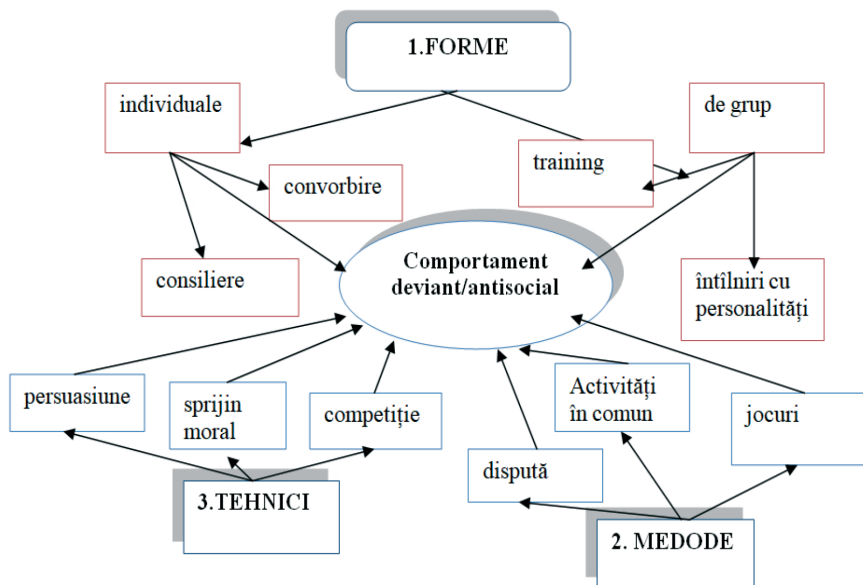 1.FORME
individuale
de grup
training
convorbire
consiliere
Comportament
deviant/antisocial
întîlniri cu
personalități
persuasiune
sprijin
moral
competiție
Activități
în comun
jocuri
dispută
3.TEHNICI
2. MEDODE